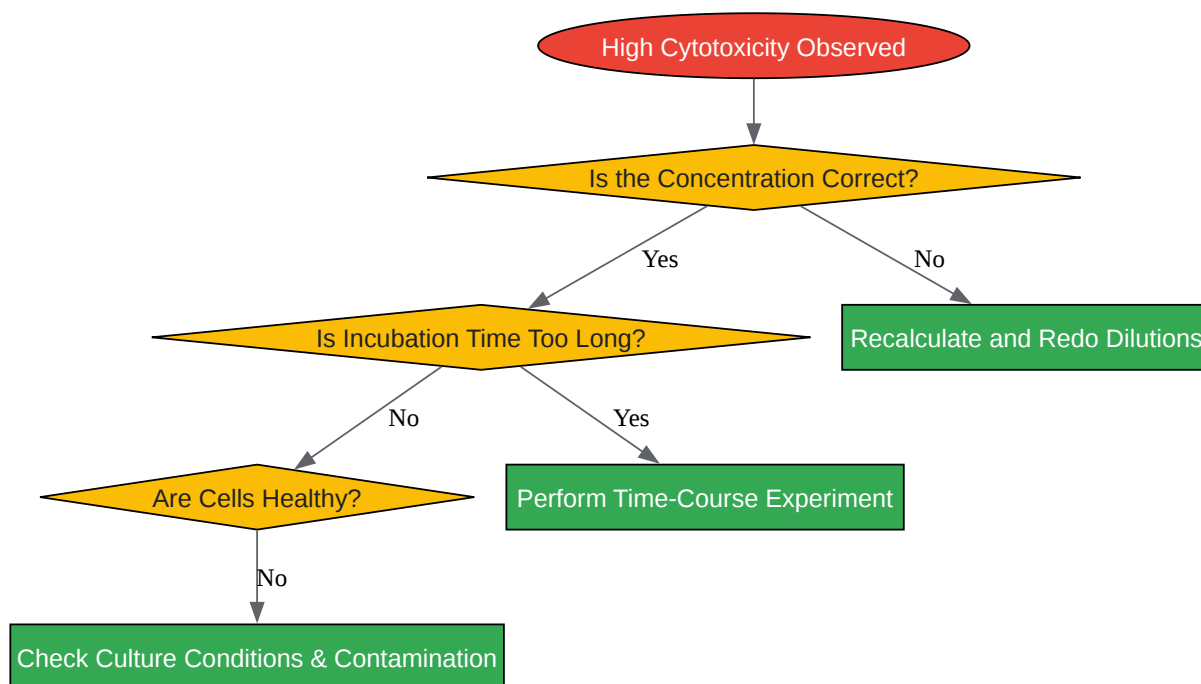 High Cytotoxicity Observed
Is the Concentration Correct?
Yes
No
Is Incubation Time Too Long?
Recalculate and Redo Dilutions
No
Yes
Are Cells Healthy?
Perform Time-Course Experiment
No
Check Culture Conditions & Contamination